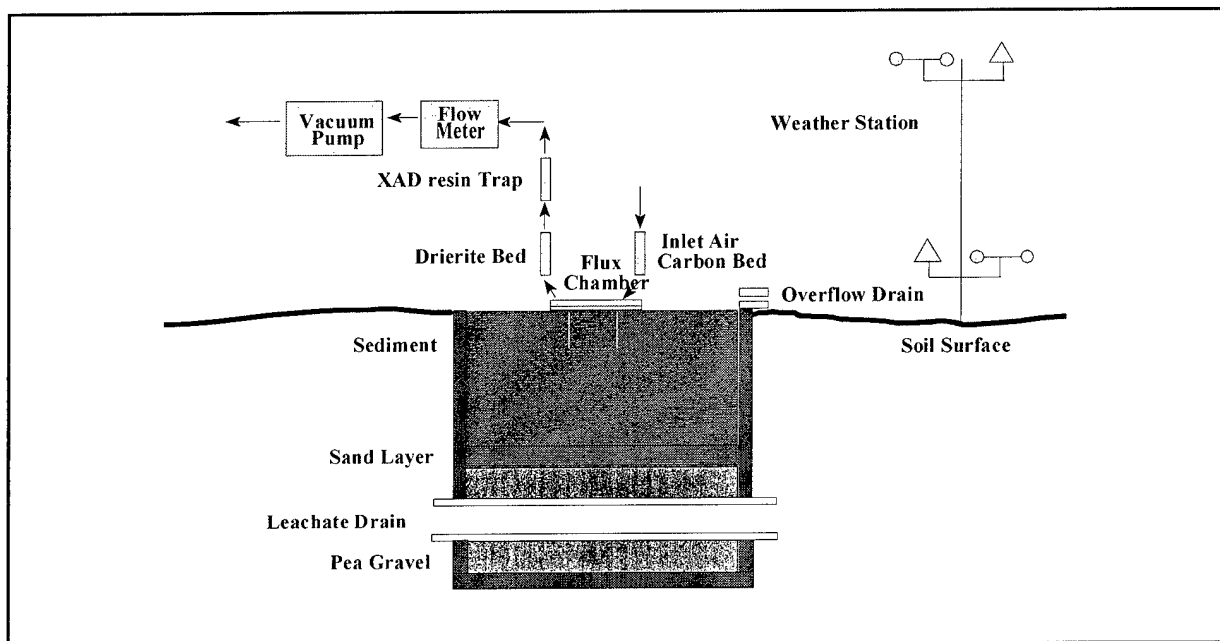 Vacuum
Pump
Flow
Meter
Weather Station
XAD resin Trap
Drierite Bed
Flux
Chamber
Inlet Air
Carbon Bed
Overflow Drain
Sediment
Soil Surface
Sand Layer
Leachate Drain
Pea Gravel